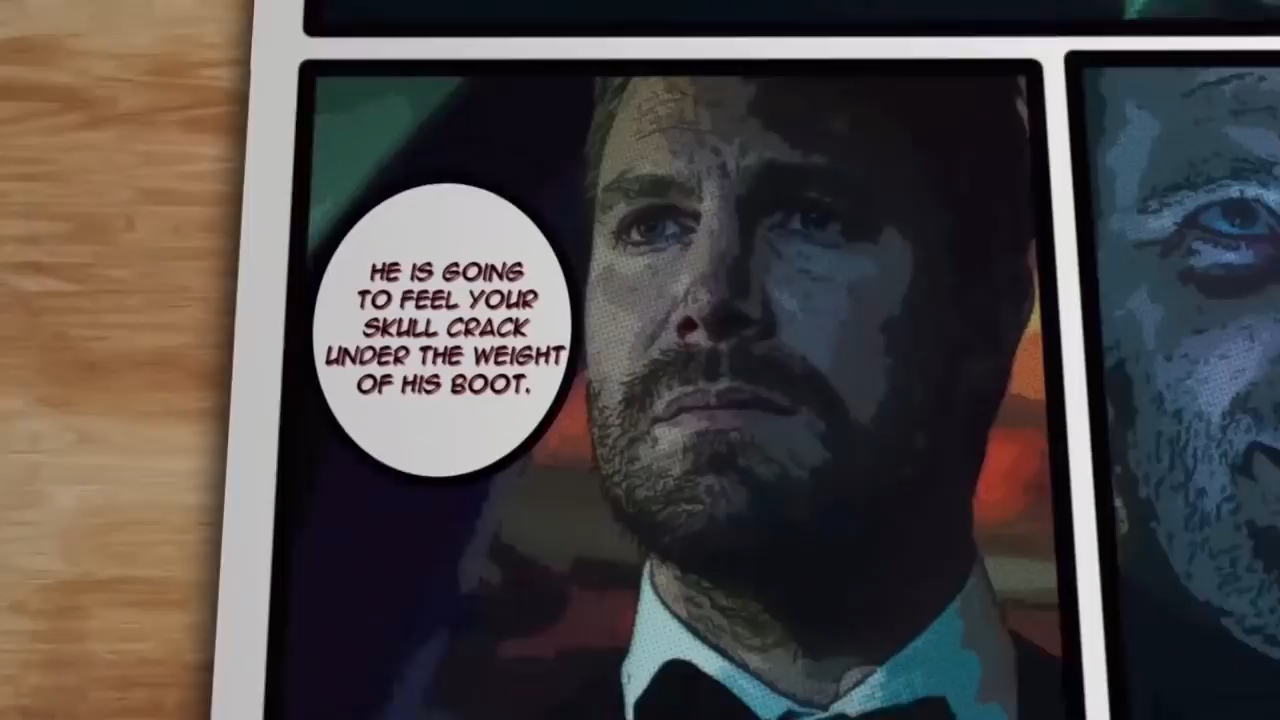 HE IS GOING
TO FEEL YOUR
SKULL CRACK
UNDER THE WEIGHT
OF HIS BOOT.